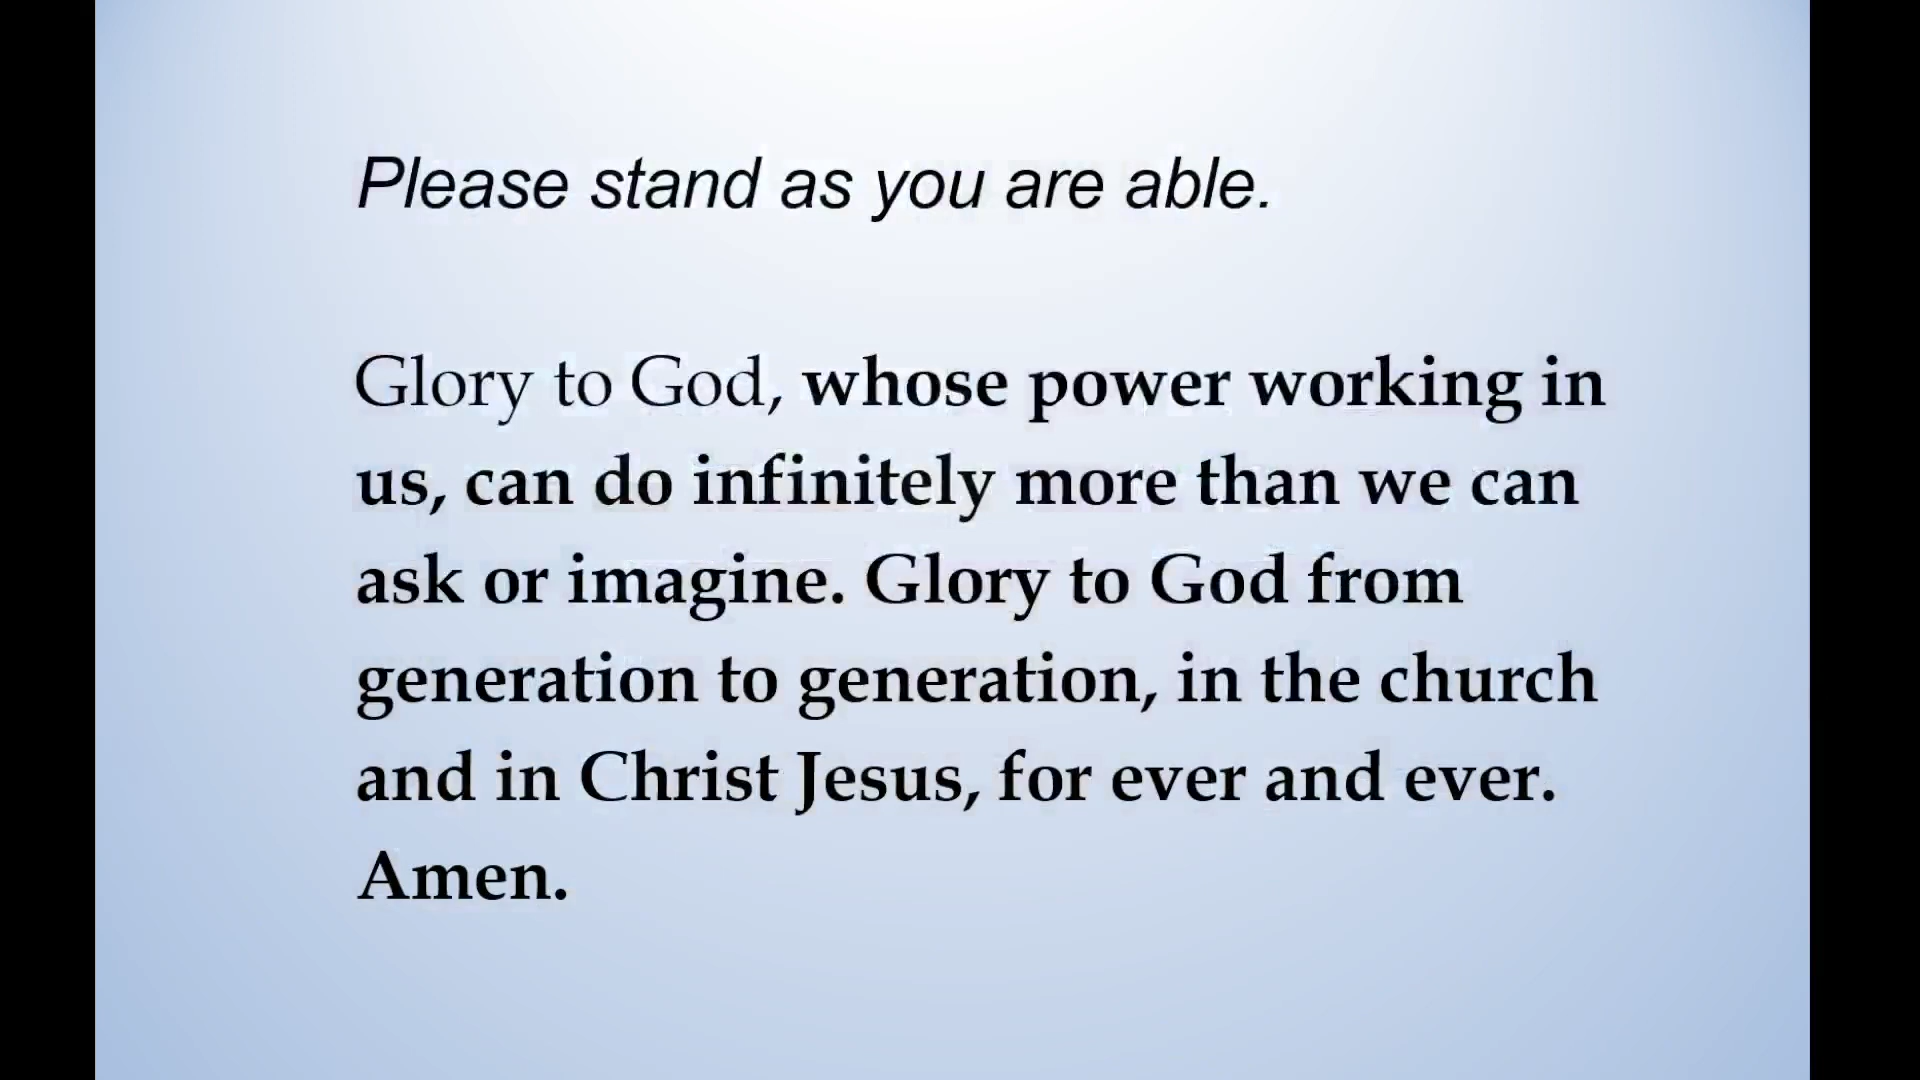 Please stand as you are able.
Glory to God, whose power working in
us, can do infinitely more than we can
ask or imagine. Glory to God from
generation to generation, in the church
and in Christ Jesus, for ever and ever.
Amen.